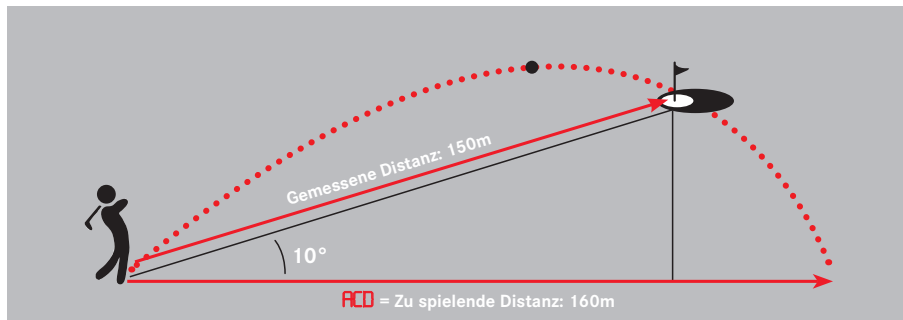 Gemessene Distanz: 150m
10°
ACD = Zu spielende Distanz: 160m